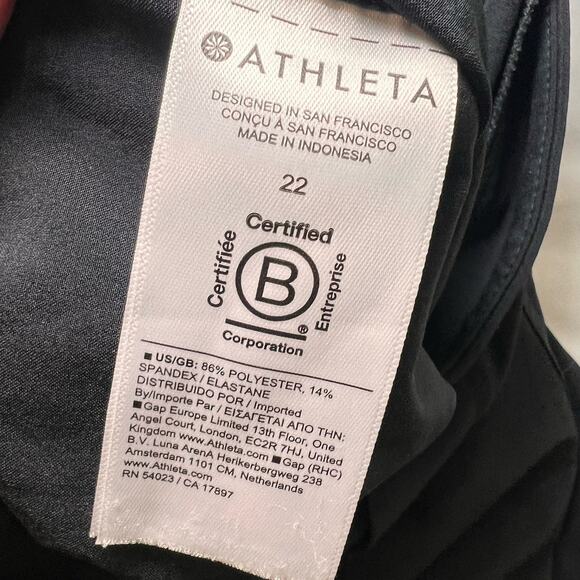 ATHLETA
DESIGNED IN SAN FRANCISCO
CONÇU À SAN FRANCISCO
MADE IN INDONESIA
22
Certified
Certifiée
B
Entreprise
®
Corporation
■ US/GB: 86% POLYESTER, 14%
SPANDEX / ELASTANE
DISTRIBUIDO POR / Imported
By/Importe Par / ΕΙΣΑΓΕΤΑΙ ΑΠΟ ΤΗΝ:
■ Gap Europe Limited 13th Floor, One
Angel Court, London, EC2R 7HJ, United
Kingdom www.Athleta.com ■ Gap (RHC)
B.V. Luna ArenA Herikerbergweg 238
Amsterdam 1101 CM, Netherlands
www.Athleta.com
RN 54023 / CA 17897